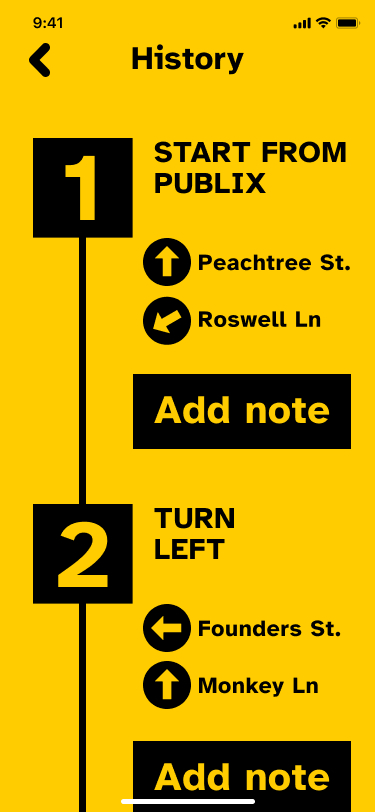 9:41
History
1
START FROM
PUBLIX
Peachtree St.
Roswell Ln
Add note
2
TURN
LEFT
Founders St.
Monkey Ln
Add note